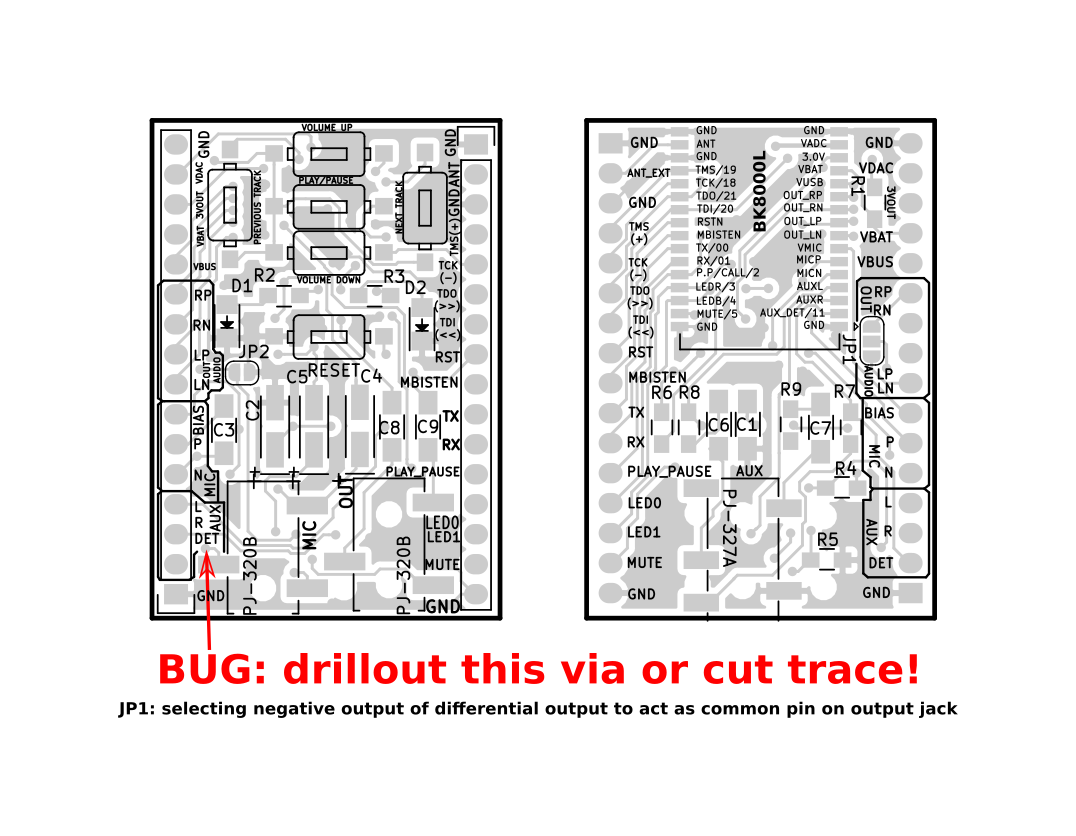 VOLUME UP
GND
GND
VDAC
ANT
PLAY/PAUSE
PREVIOUS TRACK
NEXT TRACK
3VOUT
GND
VBAT
TMS(+)
VOLUME DOWN
VBUS
TCK
(−)
R2
R3
D1
D2
RP
TDO
(>>)
RN
TDI
(<<)
LP
JP2
RST
OUT
AUDIO
LN
C5
RESET
C4
MBISTEN
BIAS
C2
C3
C8
C9
TX
P
RX
N
MIC
+
+
+
PLAY_PAUSE
OUT
L
AUX
R
MIC
LED0
DET
LED1
PJ-320B
PJ-320B
MUTE
GND
GND
GND
GND
GND
GND
ANT
VADC
ANT_EXT
GND
3.0V
VDAC
TMS/19
VBAT
TCK/18
VUSB
R1
3VOUT
GND
TDO/21
OUT_RP
BK8000L
TDI/20
OUT_RN
TMS
(+)
RSTN
OUT_LP
MBISTEN
OUT_LN
VBAT
TX/00
VMIC
TCK
(−)
RX/01
MICP
VBUS
P.P/CALL/2
MICN
TDO
(>>)
LEDR/3
AUXL
OUT
RP
LEDB/4
AUXR
RN
MUTE/5
AUX_DET/11
TDI
(<<)
GND
GND
RST
JP1
MBISTEN
AUDIO
LP
LN
R6
R8
R9
R7
TX
C6
C1
C7
BIAS
RX
MIC
P
PLAY_PAUSE
AUX
R4
N
LED0
PJ-327A
L
LED1
R5
AUX
R
MUTE
DET
GND
GND
BUG: drillout this via or cut trace!
JP1: selecting negative output of differential output to act as common pin on output jack